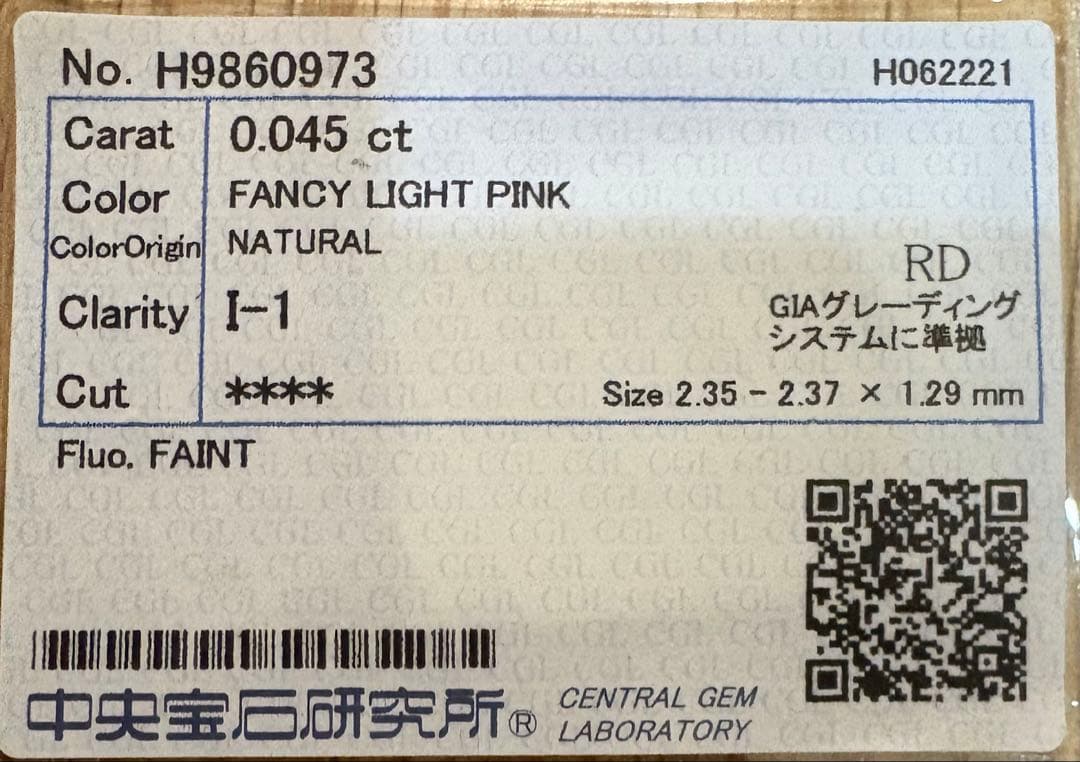 No. H9860973 H062221
Carat 0.045 ct
Color FANCY LIGHT PINK
ColorOrigin NATURAL
RD
Clarity I-1
GIAグレーディング
システムに準拠
Cut ****
Size 2.35 - 2.37 × 1.29 mm
Fluo. FAINT
中央宝石研究所®
CENTRAL GEM
LABORATORY